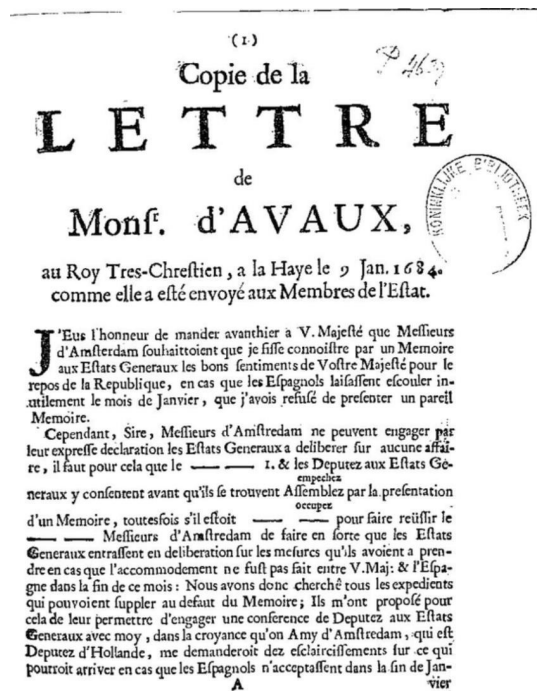 (1)
Copie de la
LETTRE
de
Monſr. d'AVAUX,
au Roy Tres-Chreſtien, a la Haye le 9 Jan. 1684.
comme elle a eſté envoyé aux Membres de l'Eſtat.
KONINKLIJKE BIBLIOTHEEK
J'Eus l'honneur de mander avanthier à V. Majeſté que Meſſieurs
d'Amſterdam ſouhaittoient que je fiſſe connoiſtre par un Memoire
aux Eſtats Generaux les bons ſentiments de Voſtre Majeſté pour le
repos de la Republique, en cas que les Eſpagnols laiſaſſent eſcouler in-
utilement le mois de Janvier, que j'avois refuſé de preſenter un pareil
Memoire.
Cependant, Sire, Meſſieurs d'Amſtredam ne peuvent engager par
leur expreſſe declaration les Eſtats Generaux a deliberer ſur aucune affai-
re, il faut pour cela que le —— —— 1. & les Deputez aux Eſtats Ge-
empechez
neraux y conſentent avant qu'ils ſe trouvent Aſſemblez par la preſentation
occupez
d'un Memoire, toutesfois s'il eſtoit —— —— pour faire reüſſir le
—— —— Meſſieurs d'Amſtredam de faire en ſorte que les Eſtats
Generaux entraſſent en deliberation ſur les meſures qu'ils avoient a pren-
dre en cas que l'accommodement ne fuſt pas fait entre V. Maj: & l'Eſpa-
gne dans la fin de ce mois: Nous avons donc cherché tous les expedients
qui pouvoient suppler au defaut du Memoire; Ils m'ont propoſé pour
cela de leur permettre d'engager une conference de Deputez aux Eſtats
Generaux avec moy, dans la croyance qu'on Amy d'Amſtredam, qui eſt
Deputez d'Hollande, me demanderoit dez eſclairciſſements ſur ce qui
pourroit arriver en cas que les Eſpagnols n'acceptaſſent dans la fin de Jan-
A vier